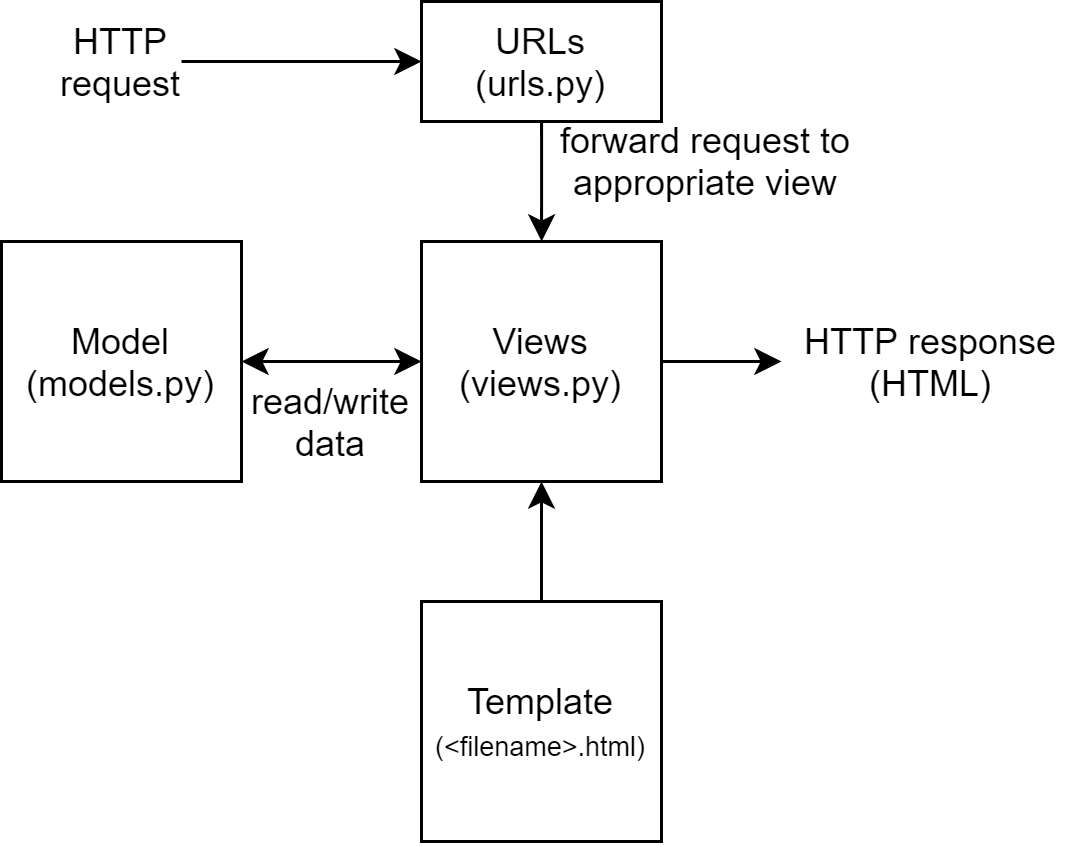 HTTP
request
URLs
(urls.py)
forward request to
appropriate view
Model
(models.py)
read/write
data
Views
(views.py)
HTTP response
(HTML)
Template
(<filename>.html)